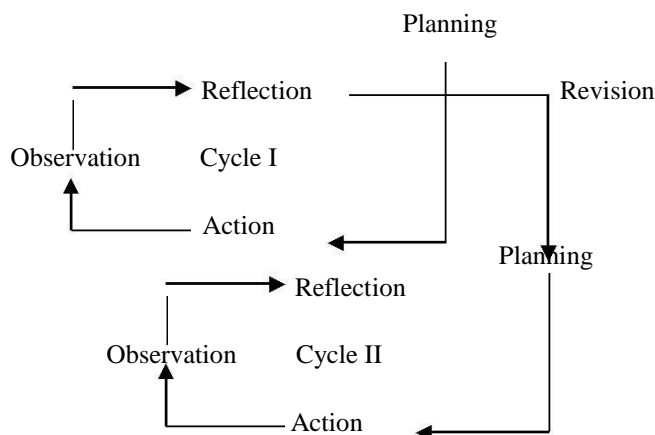 Planning
Reflection
Revision
Observation
Cycle I
Action
Planning
Reflection
Observation
Cycle II
Action